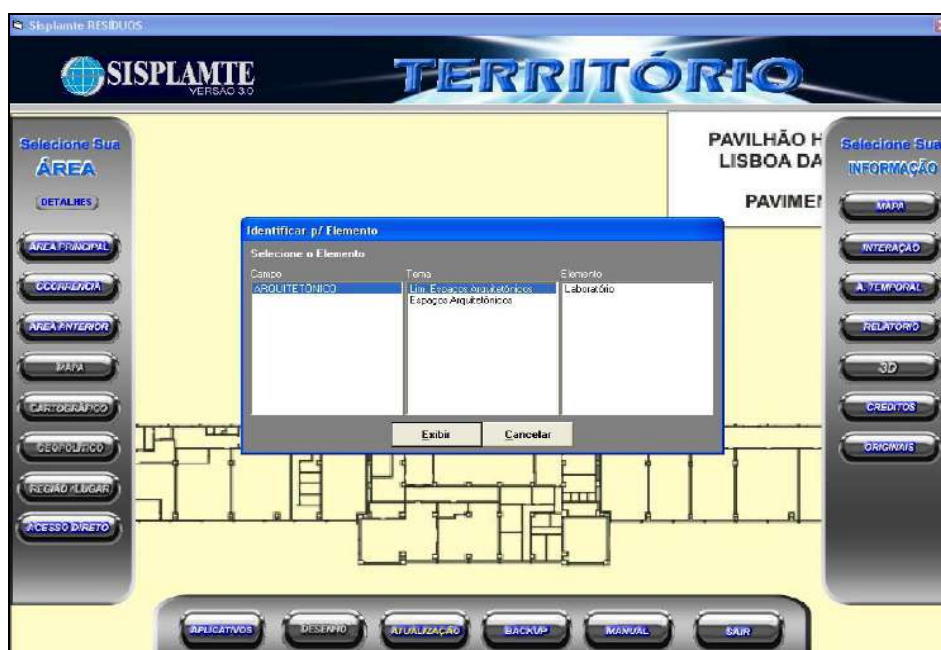 Sisplamte RESÍDUOS
SISPLAMTE
VERSÃO 3.0
TERRITÓRIO
Selecione Sua
ÁREA
DETALHES
ÁREA PRINCIPAL
OCORRÊNCIA
ÁREA ANTERIOR
MAPA
CARTOGRÁFICO
GEOPOLÍTICO
REGIÃO / LUGAR
ACESSO DIRETO
PAVILHÃO H
LISBOA DA
PAVIMEN
Identificar p/ Elemento
Selecione o Elemento
Campo Tema Elemento
ARQUITETÔNICO Lim. Espaços Arquitetônicos Laboratório
Espaços Arquitetônicos
Exibir Cancelar
Selecione Sua
INFORMAÇÃO
MAPA
INTERAÇÃO
A. TEMPORAL
RELATÓRIO
3D
CRÉDITOS
ORIGINAIS
APLICATIVOS DESENHO ATUALIZAÇÃO BACKUP MANUAL SAIR